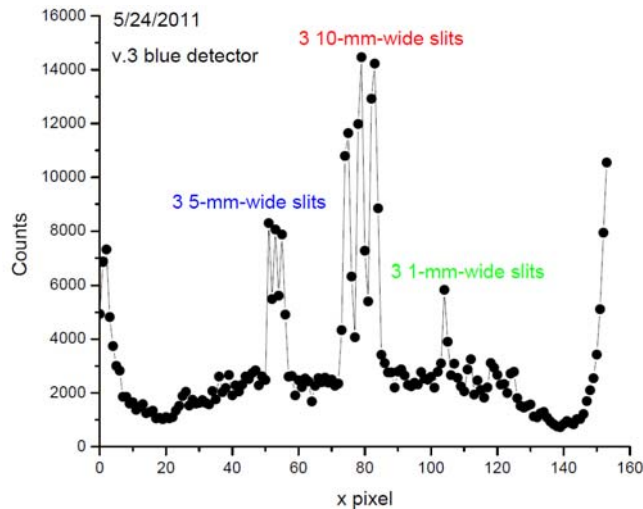 16000
14000
12000
10000
8000
6000
4000
2000
0
Counts
5/24/2011
v.3 blue detector
3 10-mm-wide slits
3 5-mm-wide slits
3 1-mm-wide slits
0 20 40 60 80 100 120 140 160
x pixel